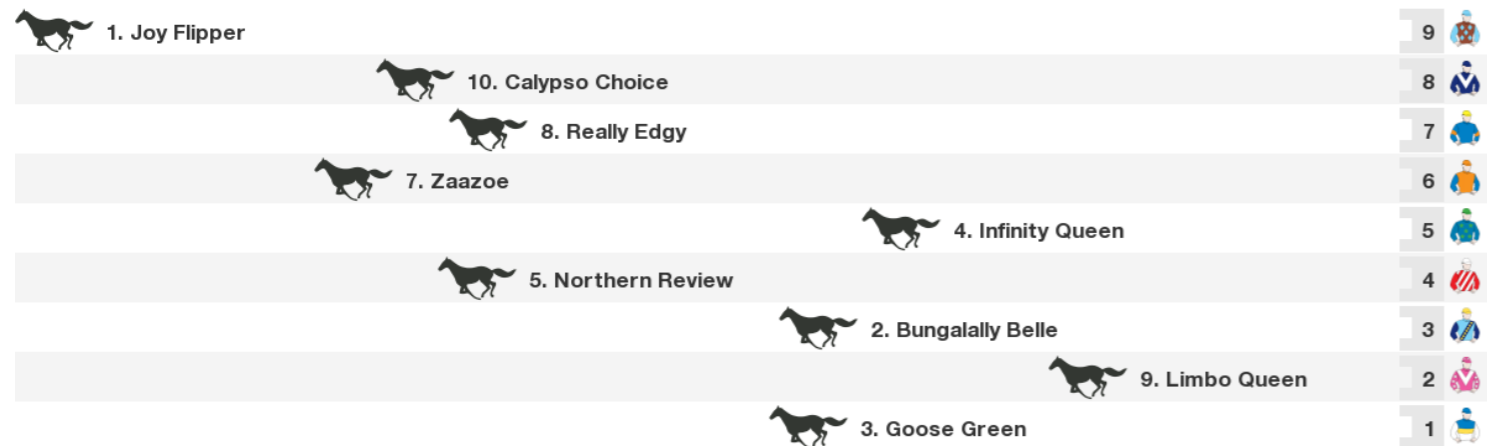 1. Joy Flipper 9
10. Calypso Choice 8
8. Really Edgy 7
7. Zaazoe 6
4. Infinity Queen 5
5. Northern Review 4
2. Bungalally Belle 3
9. Limbo Queen 2
3. Goose Green 1